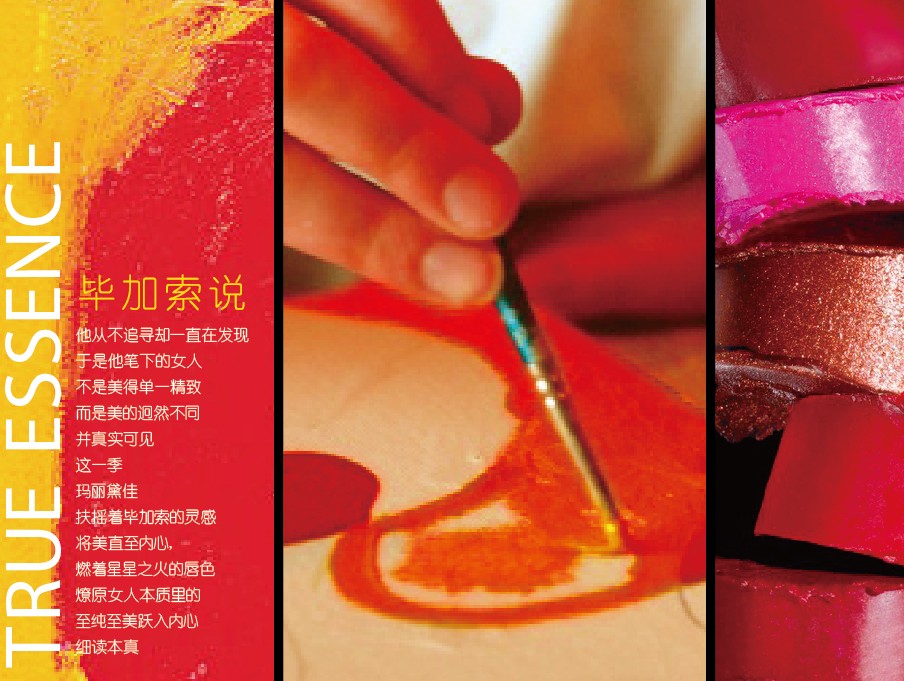 TRUE ESSENCE
毕加索说
他从不追寻却一直在发现
于是他笔下的女人
不是美得单一精致
而是美的迥然不同
并真实可见
这一季
玛丽黛佳
扶摇着毕加索的灵感
将美直至内心,
燃着星星之火的唇色
燎原女人本质里的
至纯至美跃入内心
细读本真